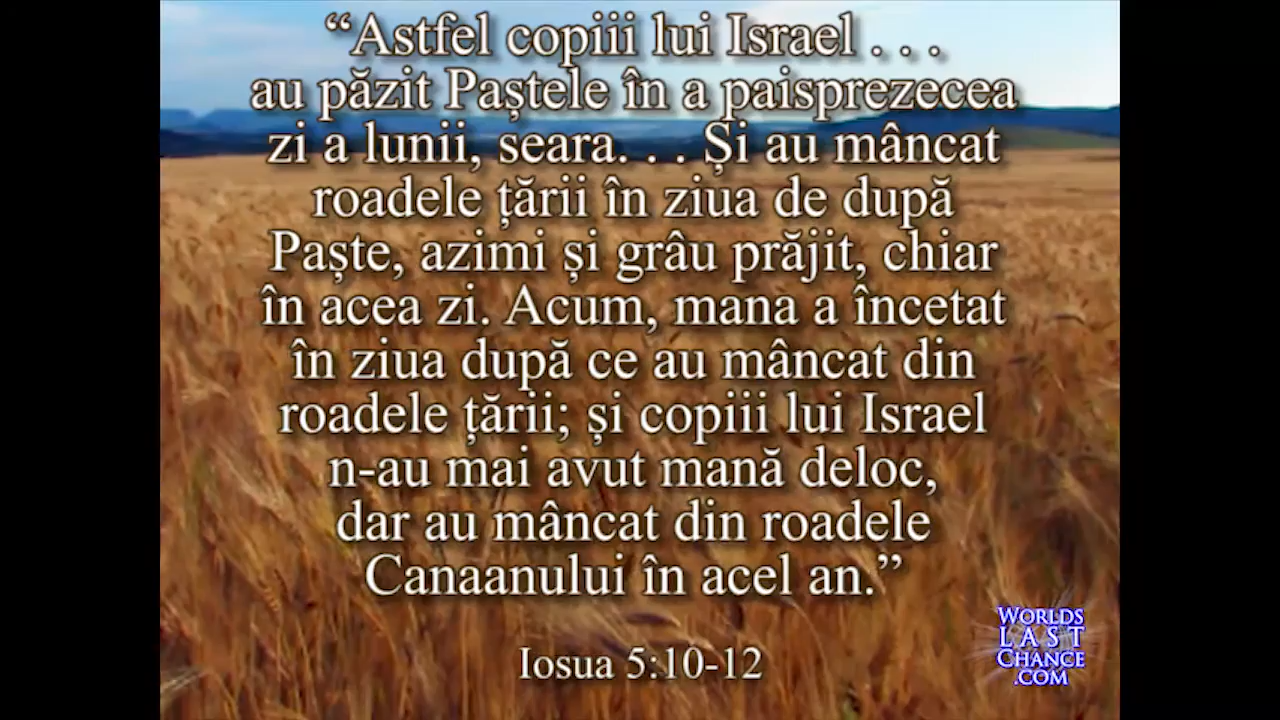 “Astfel copiii lui Israel . . .
au păzit Paștele în a paisprezecea
zi a lunii, seara. . . Și au mâncat
roadele țării în ziua de după
Paște, azimi și grâu prăjit, chiar
în acea zi. Acum, mana a încetat
în ziua după ce au mâncat din
roadele țării; și copiii lui Israel
n-au mai avut mană deloc,
dar au mâncat din roadele
Canaanului în acel an.”
Iosua 5:10-12
WORLDS
LAST
CHANCE
.COM